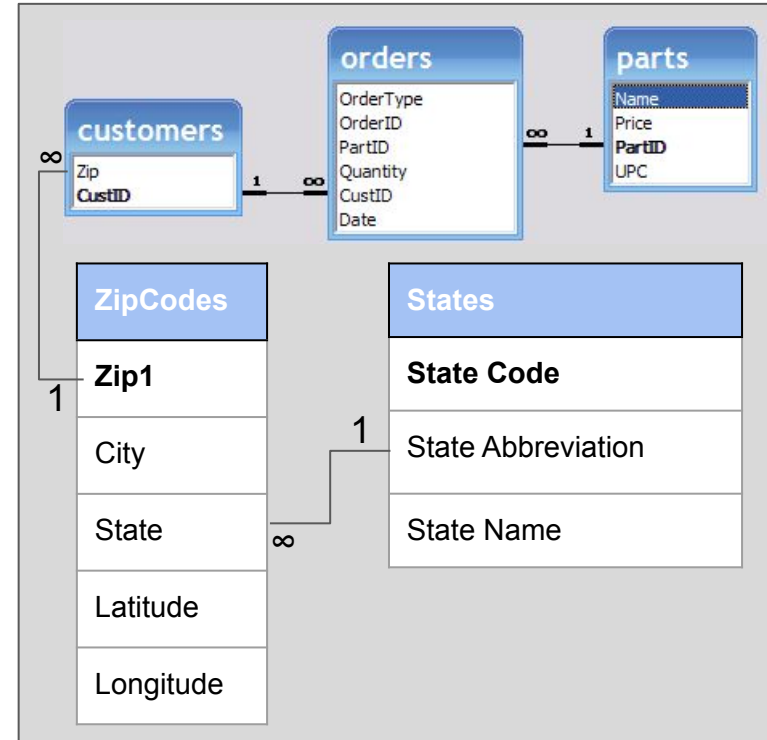 customers
Zip
CustID
orders
OrderType
OrderID
PartID
Quantity
CustID
Date
parts
Name
Price
PartID
UPC
∞
1
∞
∞
1
ZipCodes
Zip1
City
State
Latitude
Longitude
1
∞
1
States
State Code
State Abbreviation
State Name